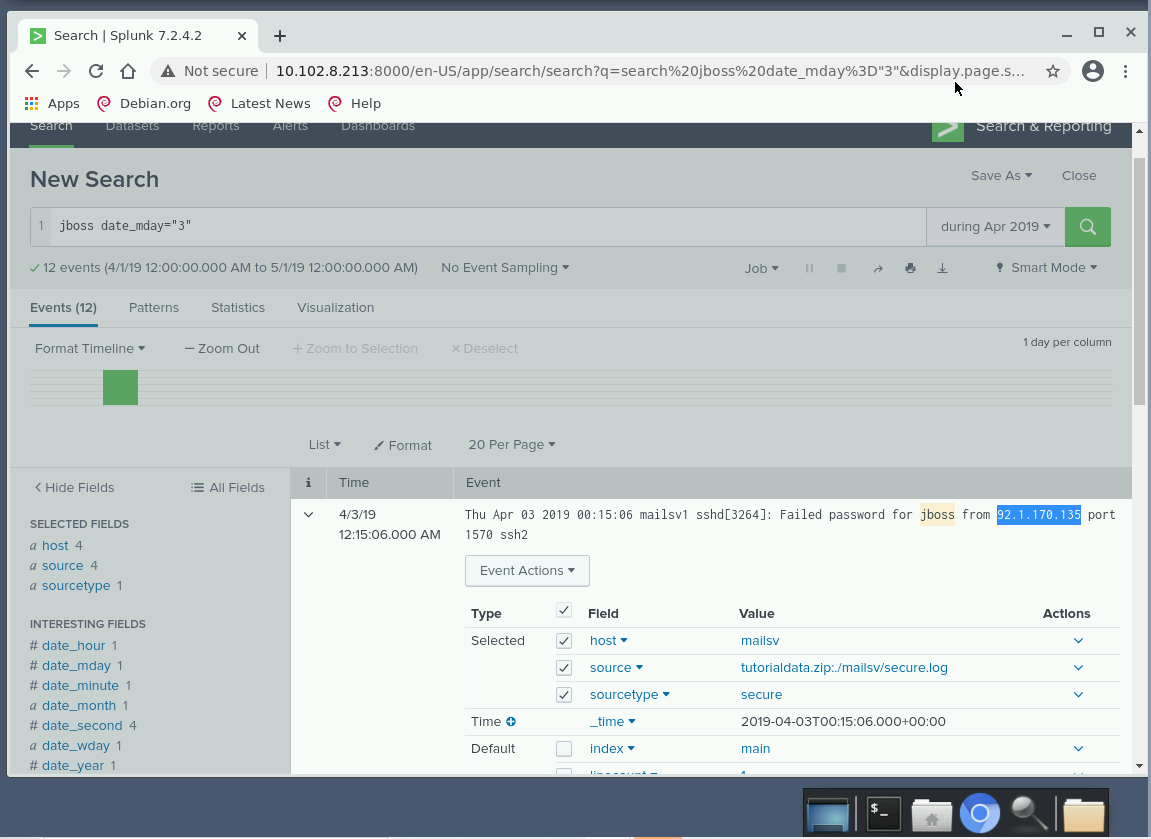 Search | Splunk 7.2.4.2
Not secure | 10.102.8.213:8000/en-US/app/search/search?q=search%20jboss%20date_mday%3D"3"&display.page.s...
Apps Debian.org Latest News Help
Search Datasets Reports Alerts Dashboards > Search & Reporting
New Search Save As Close
1 jboss date_mday="3" during Apr 2019
12 events (4/1/19 12:00:00.000 AM to 5/1/19 12:00:00.000 AM) No Event Sampling Job Smart Mode
Events (12) Patterns Statistics Visualization
Format Timeline — Zoom Out + Zoom to Selection × Deselect 1 day per column
List Format 20 Per Page
Hide Fields All Fields i Time Event
SELECTED FIELDS
a host 4
a source 4
a sourcetype 1
INTERESTING FIELDS
# date_hour 1
# date_mday 1
# date_minute 1
a date_month 1
# date_second 4
a date_wday 1
# date_year 1
4/3/19
12:15:06.000 AM
Thu Apr 03 2019 00:15:06 mailsv1 sshd[3264]: Failed password for jboss from 92.1.170.135 port
1570 ssh2
Event Actions
Type Field Value Actions
Selected host mailsv
source tutorialdata.zip:./mailsv/secure.log
sourcetype secure
Time _time 2019-04-03T00:15:06.000+00:00
Default index main
$_